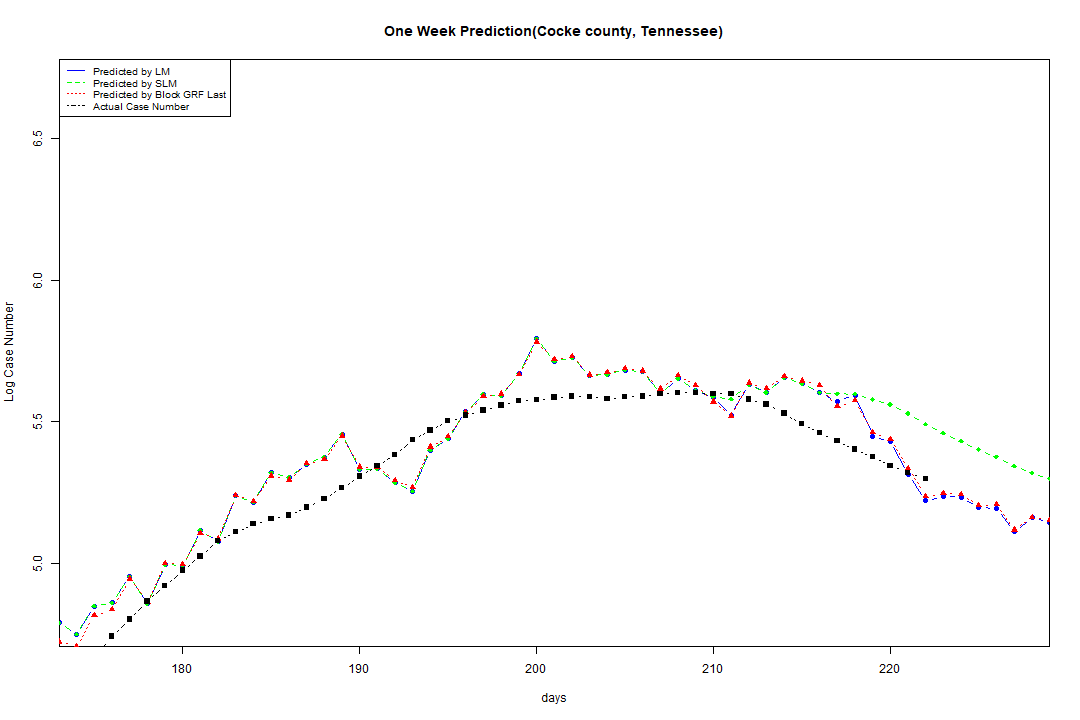 One Week Prediction(Cocke county, Tennessee)
Predicted by LM
Predicted by SLM
Predicted by Block GRF Last
Actual Case Number
Log Case Number
6.5
6.0
5.5
5.0
180 190 200 210 220
days